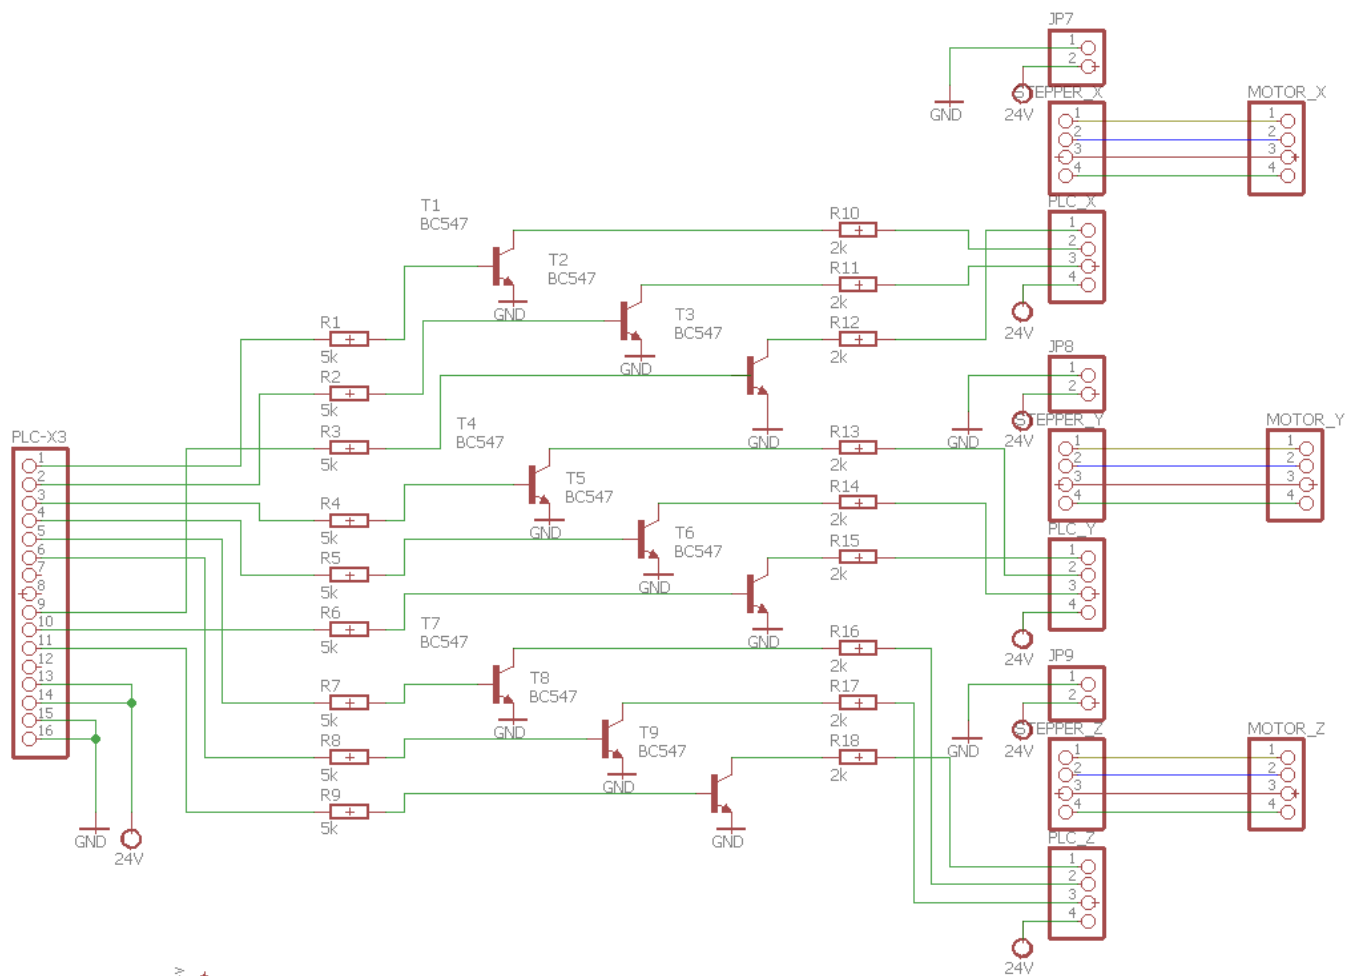 JP7
1
2
GND
24V
STEPPER_X
1
2
3
4
MOTOR_X
1
2
3
4
PLC_X
1
2
3
4
24V
T1
BC547
GND
T2
BC547
GND
T3
BC547
GND
R10
2k
R11
2k
R12
2k
R1
5k
R2
5k
R3
5k
JP8
1
2
GND
24V
STEPPER_Y
1
2
3
4
MOTOR_Y
1
2
3
4
PLC_Y
1
2
3
4
24V
T4
BC547
GND
T5
BC547
GND
T6
BC547
GND
R13
2k
R14
2k
R15
2k
R4
5k
R5
5k
R6
5k
PLC-X3
1
2
3
4
5
6
7
8
9
10
11
12
13
14
15
16
GND
24V
T7
BC547
GND
T8
BC547
GND
T9
BC547
GND
R16
2k
R17
2k
R18
2k
R7
5k
R8
5k
R9
5k
JP9
1
2
GND
24V
STEPPER_Z
1
2
3
4
MOTOR_Z
1
2
3
4
PLC_Z
1
2
3
4
24V